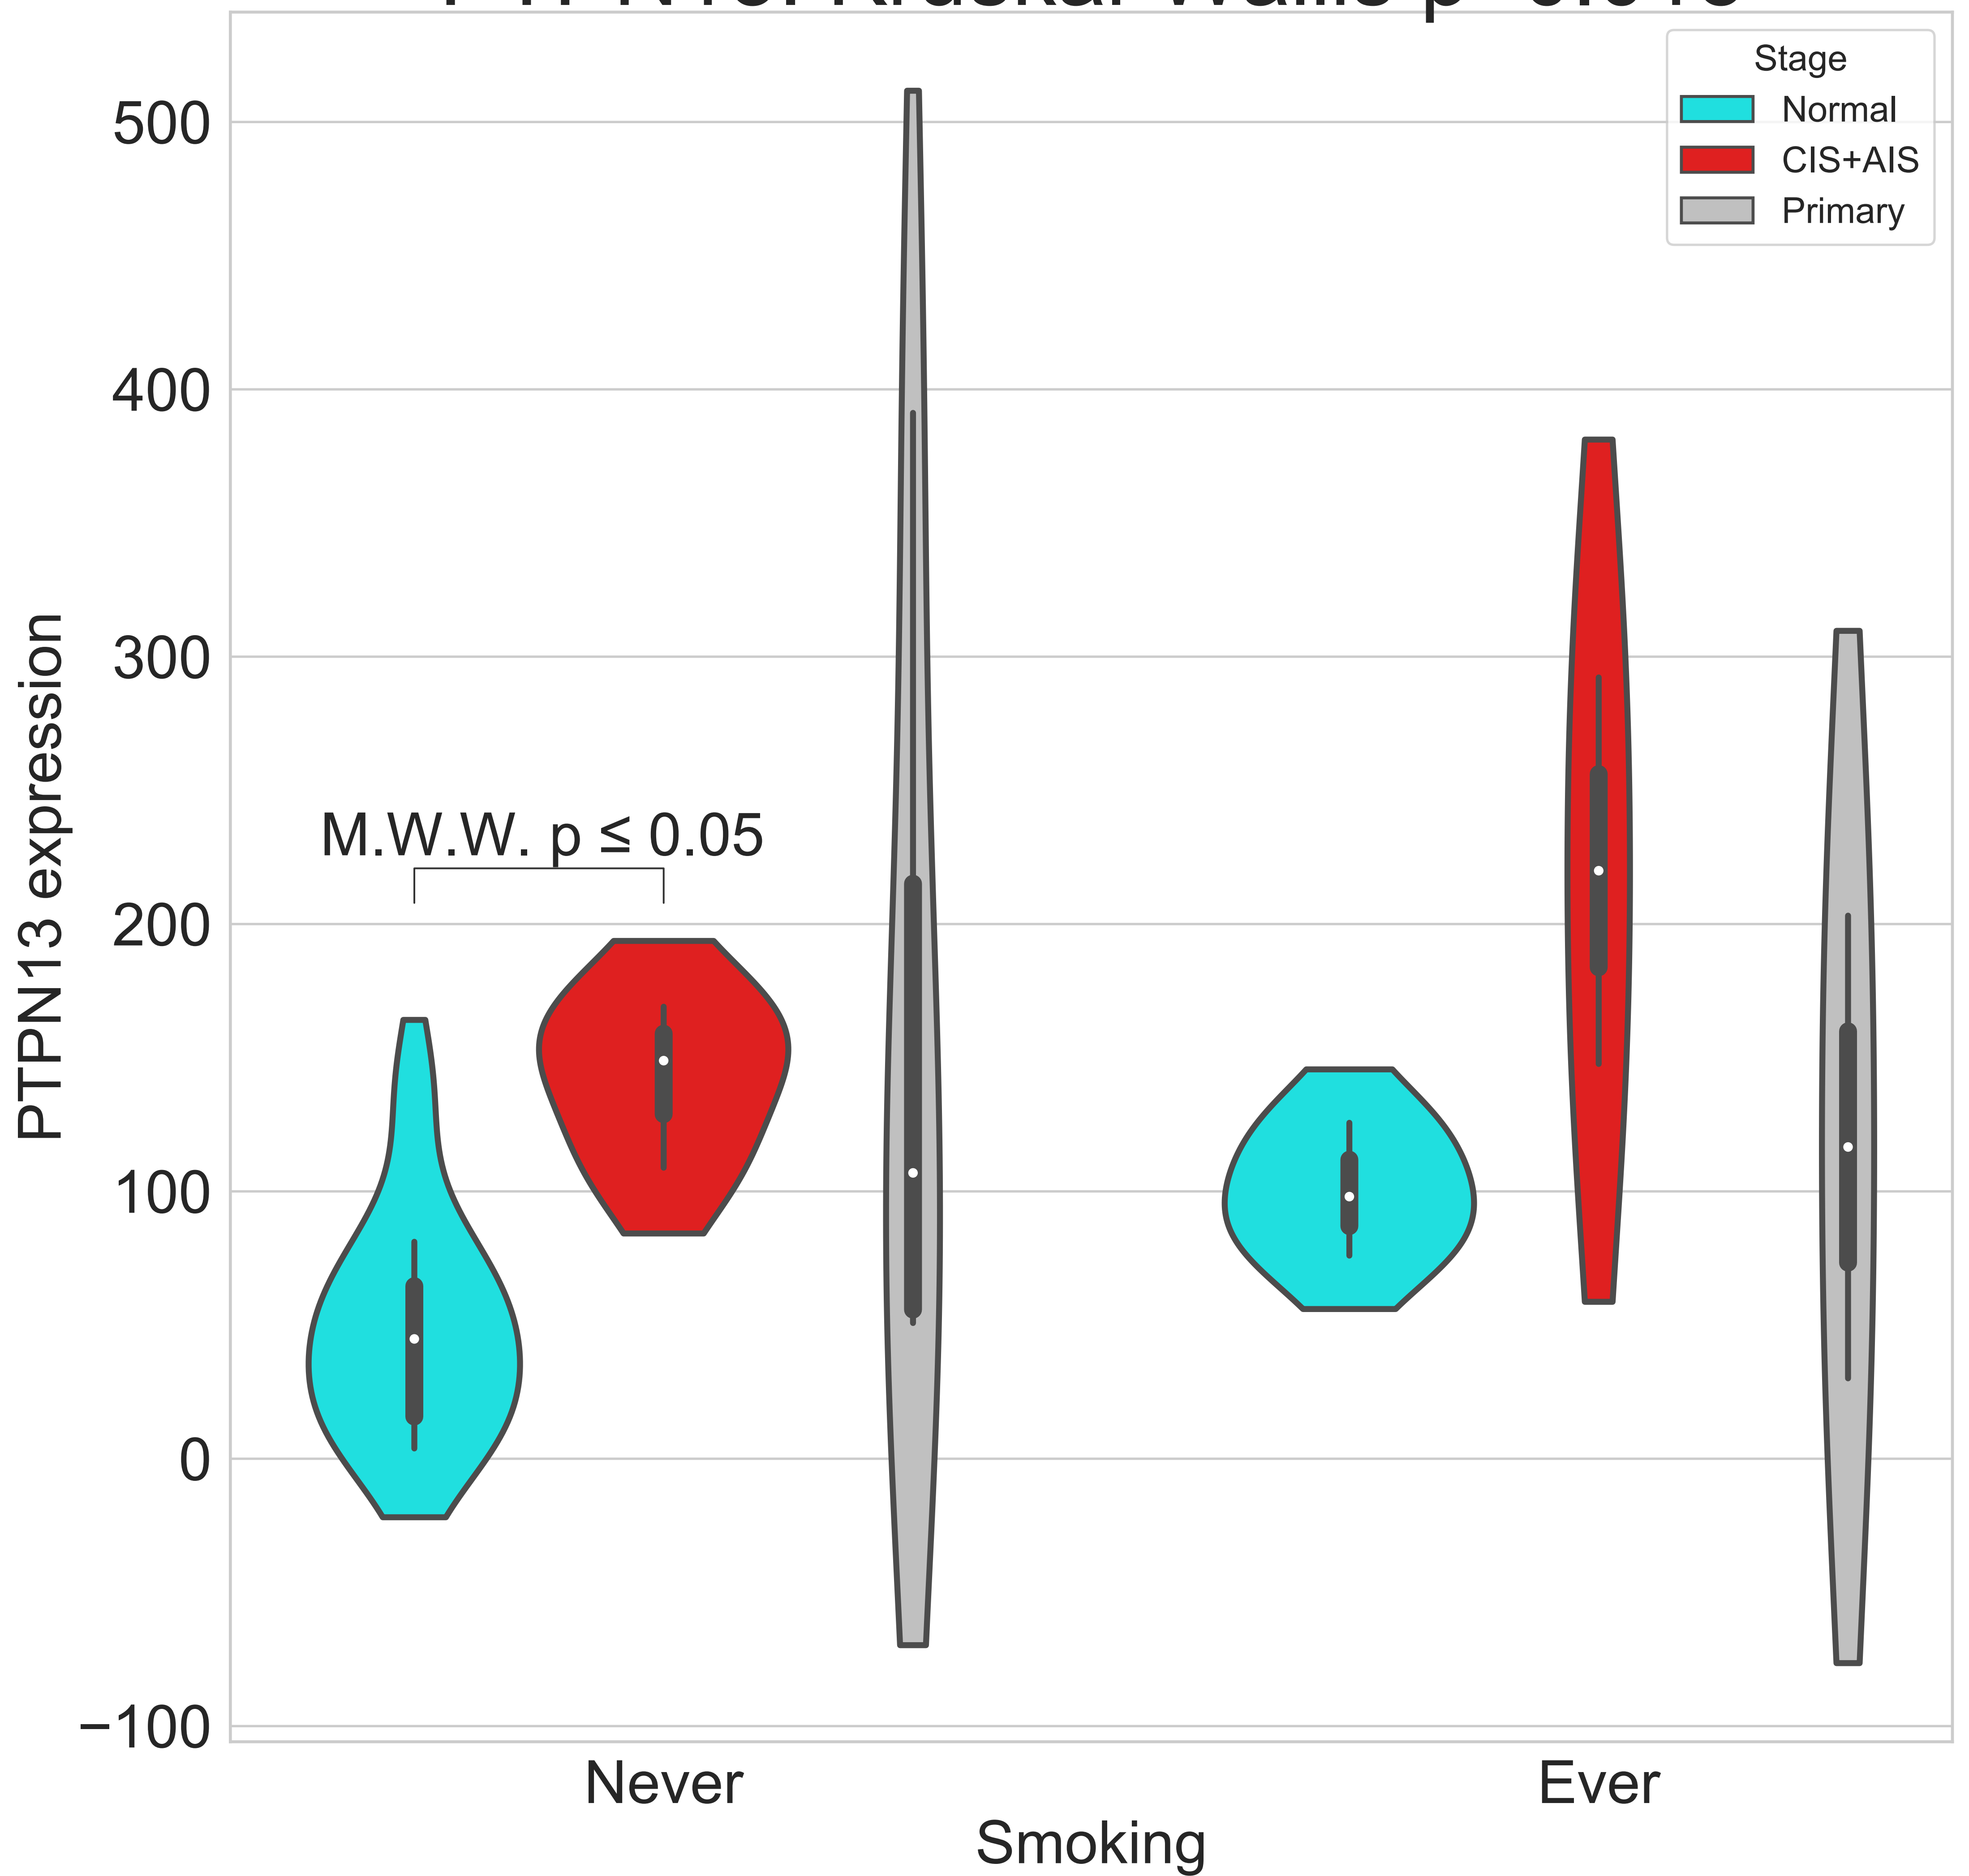 Stage
Normal
CIS+AIS
Primary
500
400
300
200
100
0
−100
PTPN13 expression
M.W.W. p ≤ 0.05
Never
Ever
Smoking